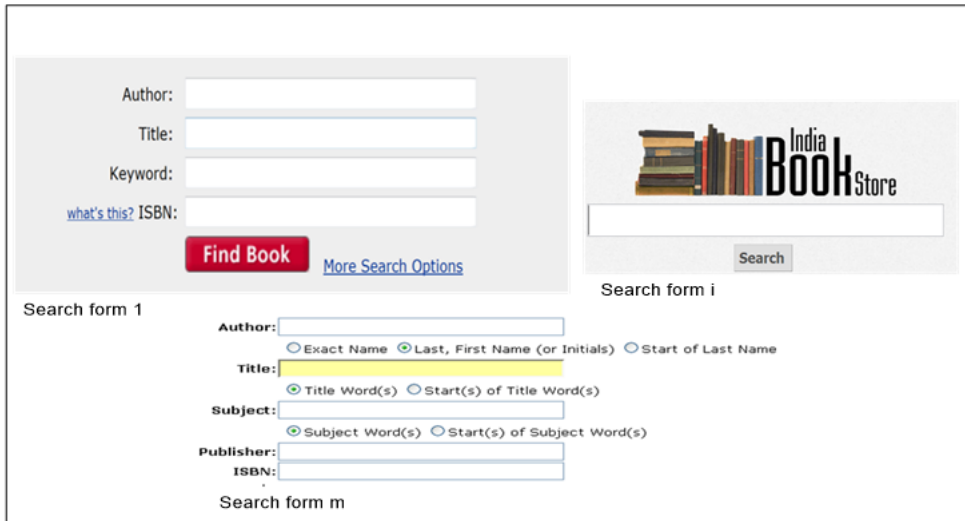 Author:
Title:
Keyword:
what's this? ISBN:
Find Book More Search Options
Search form 1
India
Book Store
Search
Search form i
Author:
Exact Name Last, First Name (or Initials) Start of Last Name
Title:
Title Word(s) Start(s) of Title Word(s)
Subject:
Subject Word(s) Start(s) of Subject Word(s)
Publisher:
ISBN:
Search form m